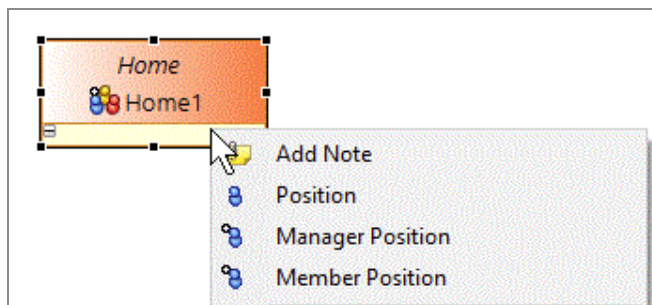 Home
Home1
Add Note
Position
Manager Position
Member Position